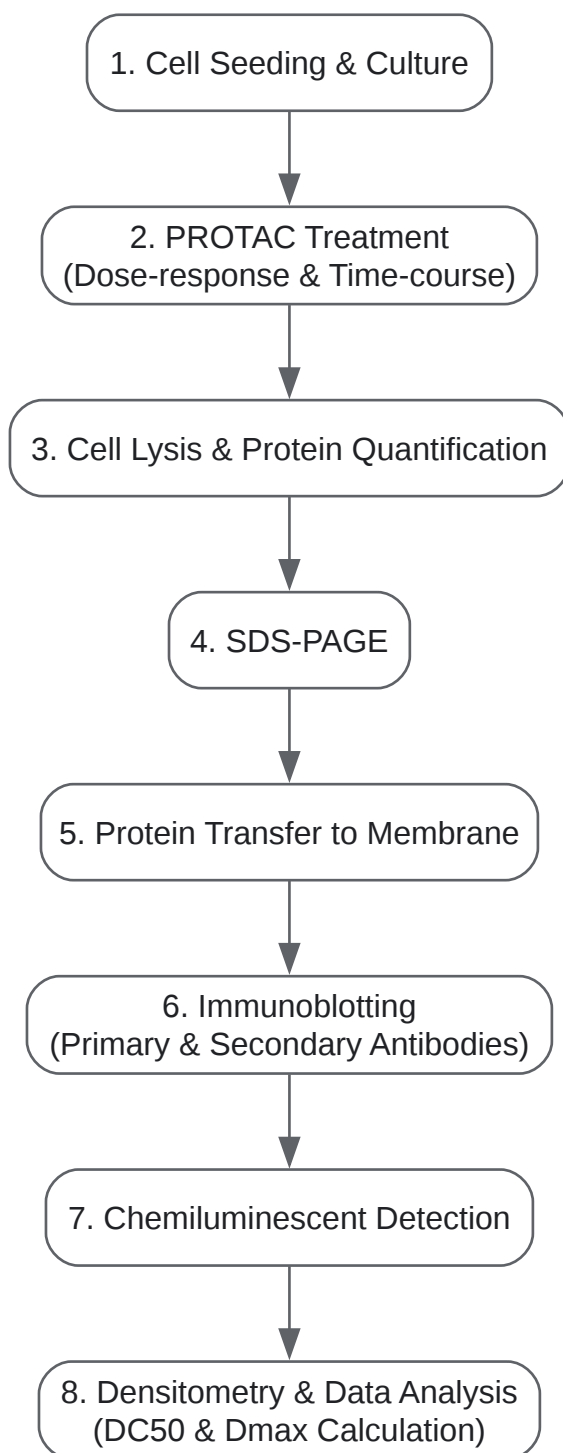 1. Cell Seeding & Culture
2. PROTAC Treatment
(Dose-response & Time-course)
3. Cell Lysis & Protein Quantification
4. SDS-PAGE
5. Protein Transfer to Membrane
6. Immunoblotting
(Primary & Secondary Antibodies)
7. Chemiluminescent Detection
8. Densitometry & Data Analysis
(DC50 & Dmax Calculation)